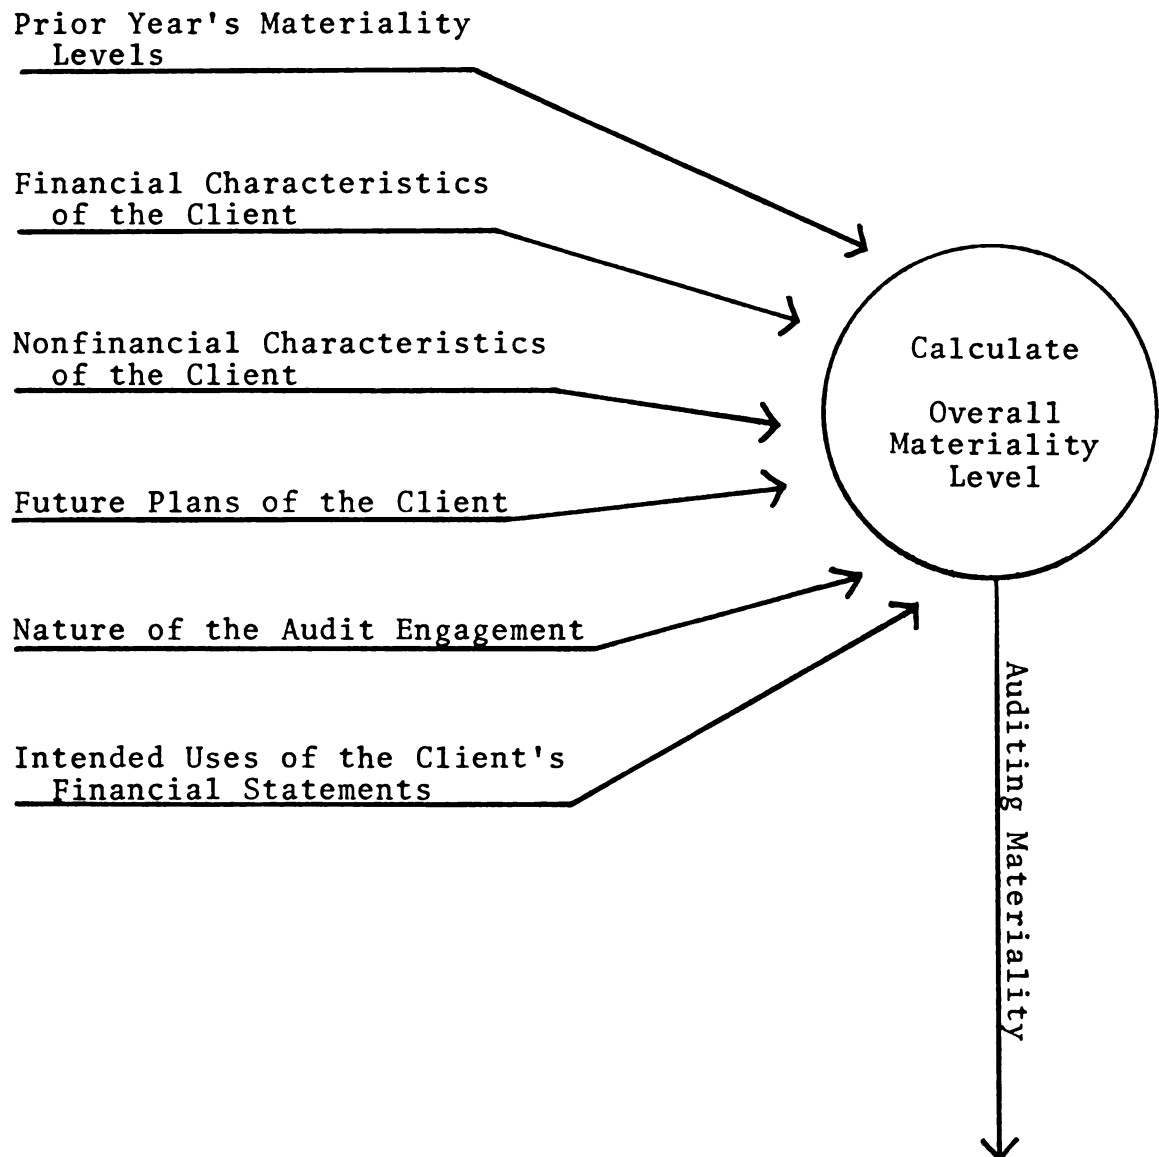 Prior Year's Materiality
Levels
Financial Characteristics
of the Client
Nonfinancial Characteristics
of the Client
Future Plans of the Client
Nature of the Audit Engagement
Intended Uses of the Client's
Financial Statements
Calculate
Overall
Materiality
Level
Auditing Materiality